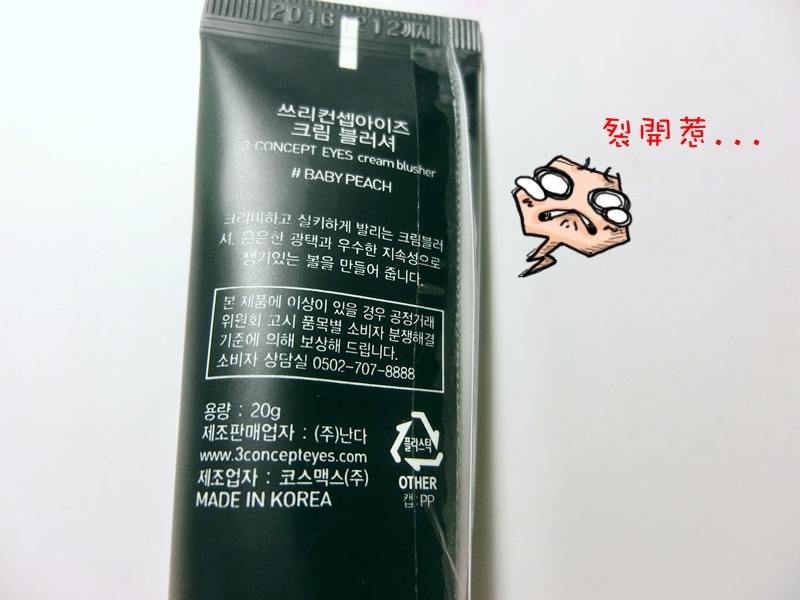 20161212까지
쓰리컨셉아이즈
크림 블러셔
3 CONCEPT EYES cream blusher
# BABY PEACH
크리미하고 실키하게 발리는 크림블러
셔. 은은한 광택과 우수한 지속성으로
생기있는 볼을 만들어 줍니다.
본 제품에 이상이 있을 경우 공정거래
위원회 고시 품목별 소비자 분쟁해결
기준에 의해 보상해 드립니다.
소비자 상담실 0502-707-8888
용량 : 20g
제조판매업자 : (주)난다
www.3concepteyes.com
제조업자 : 코스맥스(주)
MADE IN KOREA
플라스틱
OTHER
캡:PP
裂開惹...